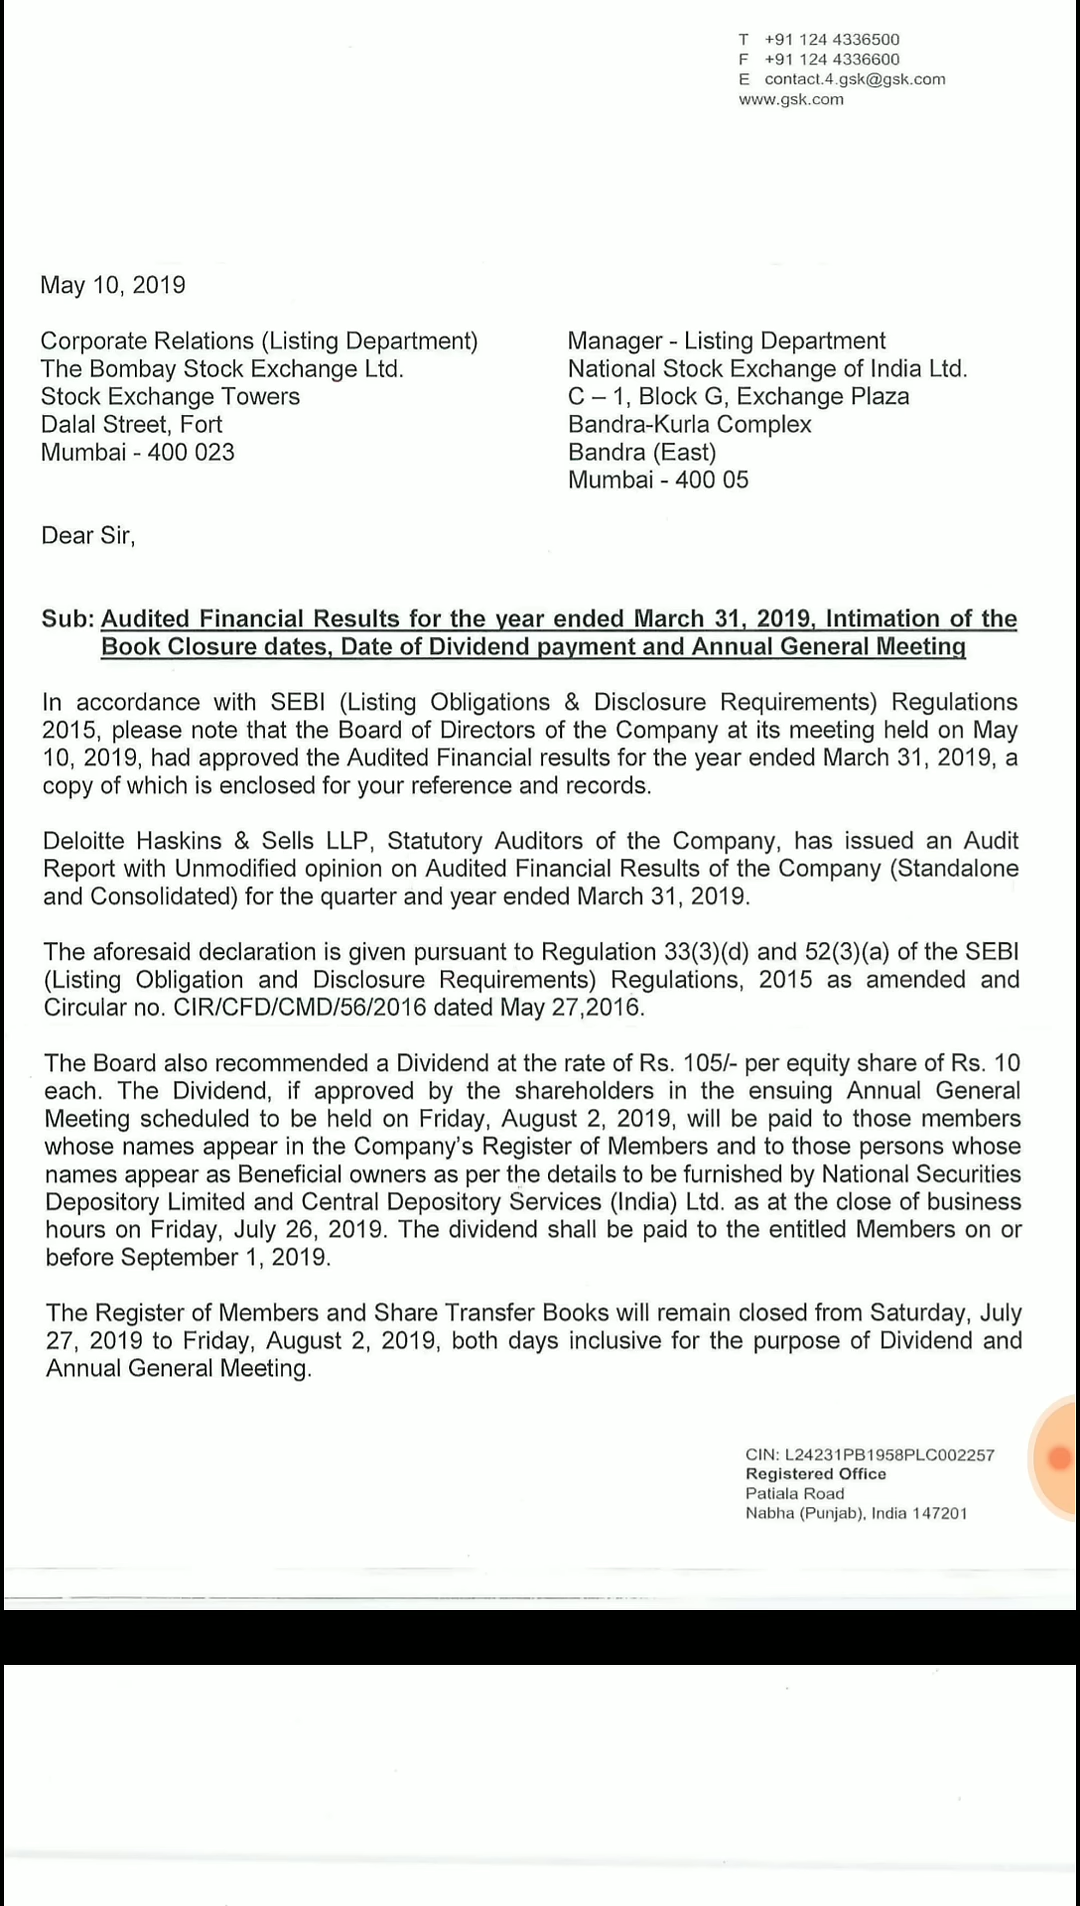 T +91 124 4336500
F +91 124 4336600
E contact.4.gsk@gsk.com
www.gsk.com
May 10, 2019
Corporate Relations (Listing Department)
The Bombay Stock Exchange Ltd.
Stock Exchange Towers
Dalal Street, Fort
Mumbai - 400 023
Manager - Listing Department
National Stock Exchange of India Ltd.
C – 1, Block G, Exchange Plaza
Bandra-Kurla Complex
Bandra (East)
Mumbai - 400 05
Dear Sir,
Sub: Audited Financial Results for the year ended March 31, 2019, Intimation of the
Book Closure dates, Date of Dividend payment and Annual General Meeting
In accordance with SEBI (Listing Obligations & Disclosure Requirements) Regulations
2015, please note that the Board of Directors of the Company at its meeting held on May
10, 2019, had approved the Audited Financial results for the year ended March 31, 2019, a
copy of which is enclosed for your reference and records.
Deloitte Haskins & Sells LLP, Statutory Auditors of the Company, has issued an Audit
Report with Unmodified opinion on Audited Financial Results of the Company (Standalone
and Consolidated) for the quarter and year ended March 31, 2019.
The aforesaid declaration is given pursuant to Regulation 33(3)(d) and 52(3)(a) of the SEBI
(Listing Obligation and Disclosure Requirements) Regulations, 2015 as amended and
Circular no. CIR/CFD/CMD/56/2016 dated May 27,2016.
The Board also recommended a Dividend at the rate of Rs. 105/- per equity share of Rs. 10
each. The Dividend, if approved by the shareholders in the ensuing Annual General
Meeting scheduled to be held on Friday, August 2, 2019, will be paid to those members
whose names appear in the Company's Register of Members and to those persons whose
names appear as Beneficial owners as per the details to be furnished by National Securities
Depository Limited and Central Depository Services (India) Ltd. as at the close of business
hours on Friday, July 26, 2019. The dividend shall be paid to the entitled Members on or
before September 1, 2019.
The Register of Members and Share Transfer Books will remain closed from Saturday, July
27, 2019 to Friday, August 2, 2019, both days inclusive for the purpose of Dividend and
Annual General Meeting.
CIN: L24231PB1958PLC002257
Registered Office
Patiala Road
Nabha (Punjab), India 147201